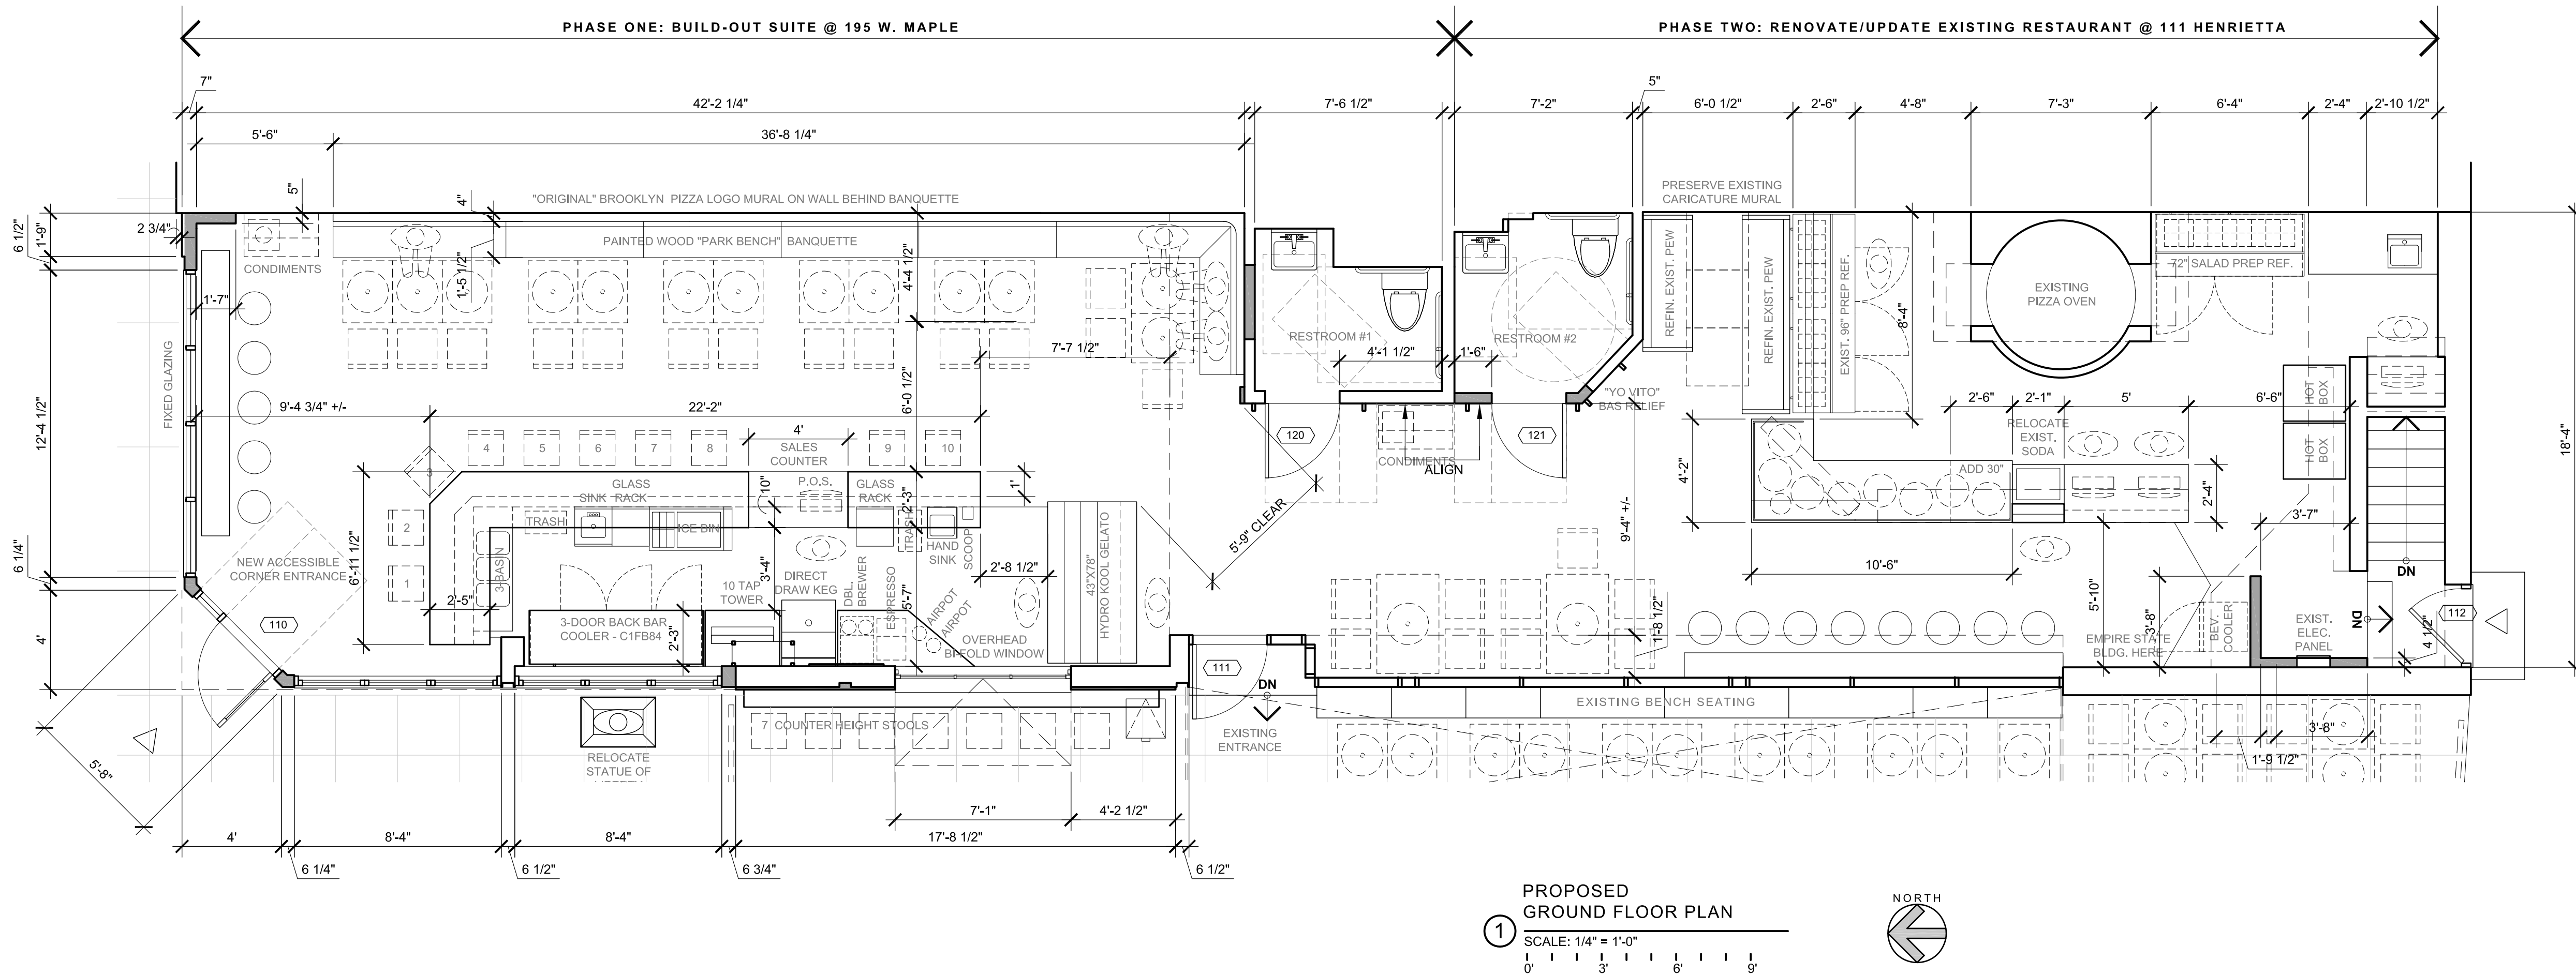 PHASE ONE: BUILD-OUT SUITE @ 195 W. MAPLE
PHASE TWO: RENOVATE/UPDATE EXISTING RESTAURANT @ 111 HENRIETTA
7"
5"
42'-2 1/4"
7'-6 1/2"
7'-2"
6'-0 1/2"
2'-6"
4'-8"
7'-3"
6'-4"
2'-4"
2'-10 1/2"
5'-6"
36'-8 1/4"
5"
4"
"ORIGINAL" BROOKLYN PIZZA LOGO MURAL ON WALL BEHIND BANQUETTE
PRESERVE EXISTING
CARICATURE MURAL
6 1/2"
1'-9"
2 3/4"
PAINTED WOOD "PARK BENCH" BANQUETTE
CONDIMENTS
1'-5 1/2"
4'-4 1/2"
1'-7"
REFIN. EXIST. PEW
REFIN. EXIST. PEW
EXIST. 96" PREP REF.
8'-4"
EXISTING
PIZZA OVEN
72" SALAD PREP REF.
RESTROOM #1
RESTROOM #2
4'-1 1/2"
1'-6"
7'-7 1/2"
FIXED GLAZING
12'-4 1/2"
18'-4"
9'-4 3/4" +/-
22'-2"
6'-0 1/2"
"YO VITO"
BAS RELIEF
2'-6"
2'-1"
5'
6'-6"
HOT
BOX
HOT
BOX
4'
SALES
COUNTER
4
5
6
7
8
9
10
3
2
1
120
121
CONDIMENTS
ALIGN
RELOCATE
EXIST.
SODA
ADD 30"
4'-2"
2'-4"
3'-7"
GLASS
SINK RACK
P.O.S.
GLASS
RACK
10"
2'-3"
1'
TRASH
ICE BIN
TRASH
HAND
SINK
SCOOP
5'-9" CLEAR
9'-4" +/-
6'-11 1/2"
3-BASN
2'-5"
NEW ACCESSIBLE
CORNER ENTRANCE
6 1/4"
4'
110
3'-4"
10 TAP
TOWER
DIRECT
DRAW KEG
DBL.
BREWER
ESPRESSO
AIRPOT
AIRPOT
5'-7"
2'-8 1/2"
43"X78"
HYDRO KOOL GELATO
3-DOOR BACK BAR
COOLER - C1FB84
2'-3"
OVERHEAD
BI-FOLD WINDOW
10'-6"
5'-10"
3'-8"
1'-8 1/2"
EMPIRE STATE
BLDG. HERE
BEV.
COOLER
EXIST.
ELEC.
PANEL
DN
DN
4 1/2"
112
111
DN
EXISTING
ENTRANCE
EXISTING BENCH SEATING
7 COUNTER HEIGHT STOOLS
RELOCATE
STATUE OF
5'-8"
3'-8"
1'-9 1/2"
7'-1"
4'-2 1/2"
4'
8'-4"
8'-4"
17'-8 1/2"
6 1/4"
6 1/2"
6 3/4"
6 1/2"
1
PROPOSED
GROUND FLOOR PLAN
SCALE: 1/4" = 1'-0"
0' 3' 6' 9'
NORTH